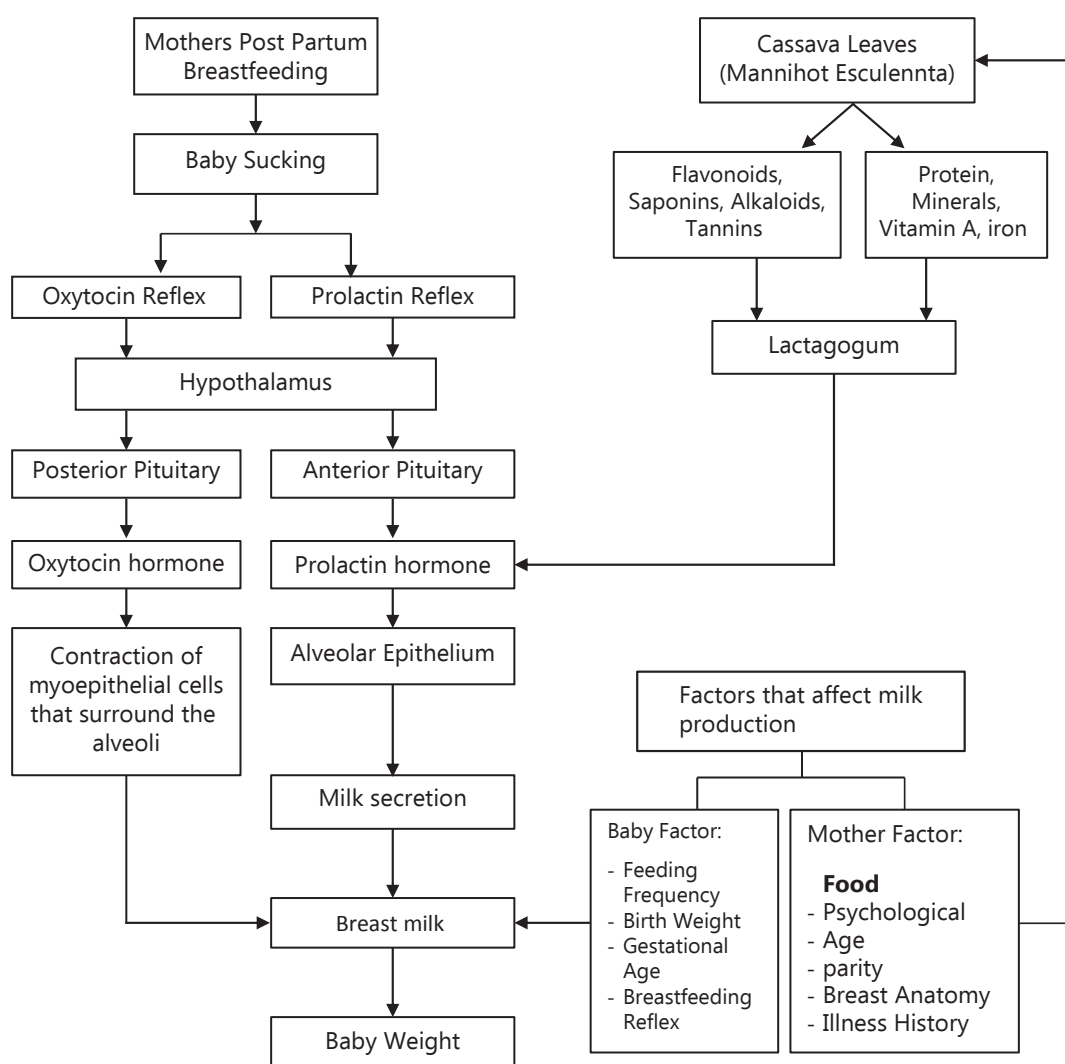 Mothers Post Partum
Breastfeeding
Baby Sucking
Oxytocin Reflex
Prolactin Reflex
Hypothalamus
Posterior Pituitary
Anterior Pituitary
Oxytocin hormone
Prolactin hormone
Contraction of
myoepithelial cells
that surround the
alveoli
Alveolar Epithelium
Milk secretion
Breast milk
Baby Weight
Cassava Leaves
(Mannihot Esculennta)
Flavonoids,
Saponins, Alkaloids,
Tannins
Protein,
Minerals,
Vitamin A, iron
Lactagogum
Factors that affect milk
production
Baby Factor:
- Feeding
Frequency
- Birth Weight
- Gestational
Age
- Breastfeeding
Reflex
Mother Factor:
Food
- Psychological
- Age
- parity
- Breast Anatomy
- Illness History